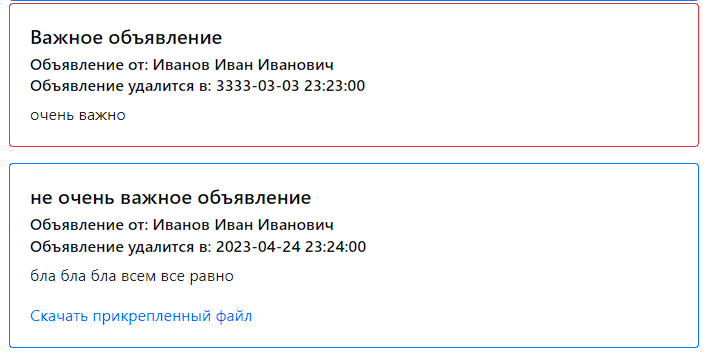 Важное объявление
Объявление от: Иванов Иван Иванович
Объявление удалится в: 3333-03-03 23:23:00
очень важно
не очень важное объявление
Объявление от: Иванов Иван Иванович
Объявление удалится в: 2023-04-24 23:24:00
бла бла бла всем все равно
Скачать прикрепленный файл